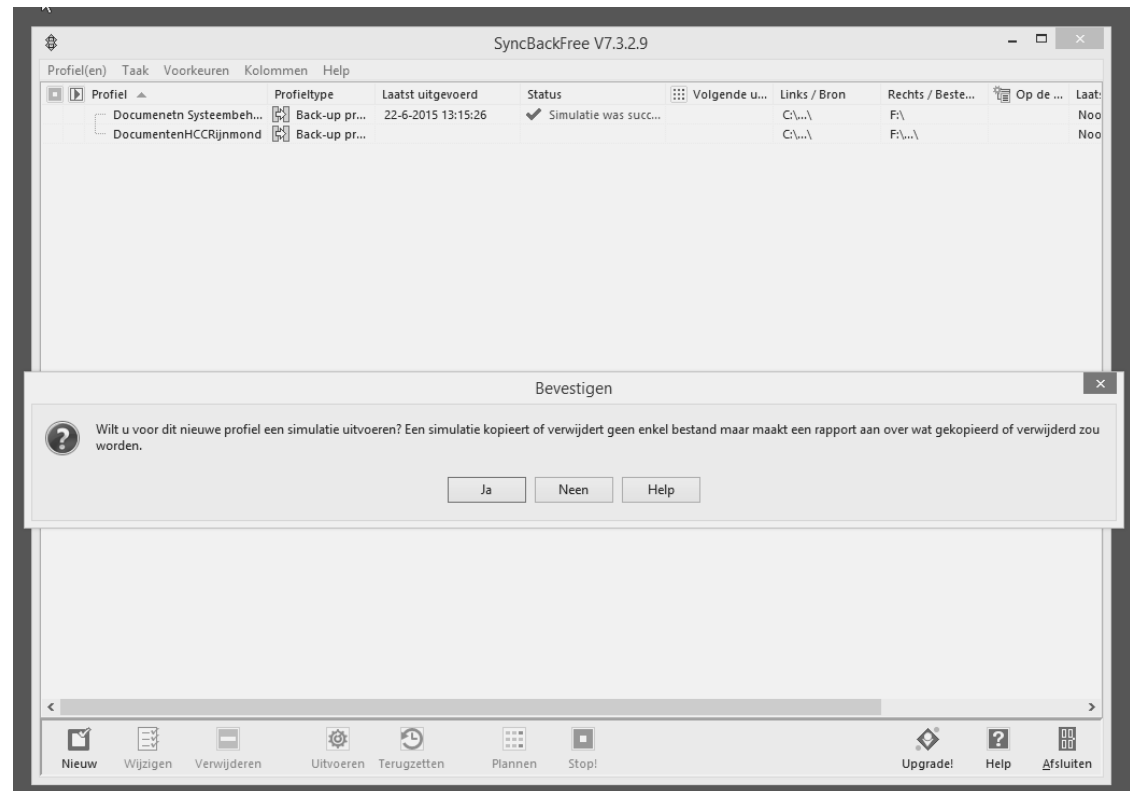 SyncBackFree V7.3.2.9
Profiel(en) Taak Voorkeuren Kolommen Help
Profiel Profieltype Laatst uitgevoerd Status Volgende u... Links / Bron Rechts / Beste... Op de ... Laat
Documenetn Systeembeh... Back-up pr... 22-6-2015 13:15:26 Simulatie was succ... C:\...\ F:\ Noo
DocumentenHCCRijnmond Back-up pr... C:\...\ F:\...\ Noo
Bevestigen
Wilt u voor dit nieuwe profiel een simulatie uitvoeren? Een simulatie kopieert of verwijdert geen enkel bestand maar maakt een rapport aan over wat gekopieerd of verwijderd zou
worden.
Ja Neen Help
Nieuw Wijzigen Verwijderen Uitvoeren Terugzetten Plannen Stop! Upgrade! Help Afsluiten